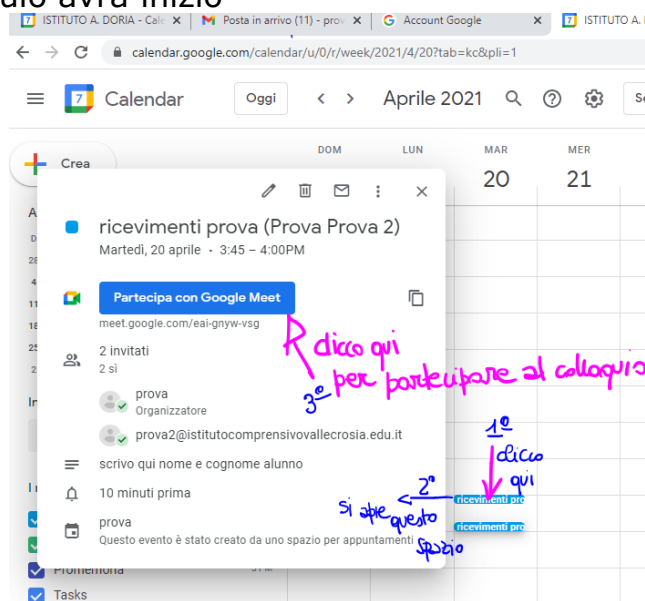 ISTITUTO A. DORIA - Cale
Posta in arrivo (11) - prov
Account Google
ISTITUTO A.
calendar.google.com/calendar/u/0/r/week/2021/4/20?tab=kc&pli=1
7
Calendar
Oggi
Aprile 2021
Crea
DOM
LUN
MAR
MER
20
21
ricevimenti prova (Prova Prova 2)
Martedì, 20 aprile · 3:45 – 4:00PM
Partecipa con Google Meet
meet.google.com/eai-gnyw-vsg
2 invitati
2 sì
prova
Organizzatore
prova2@istitutocomprensivovallecrosia.edu.it
scrivo qui nome e cognome alunno
10 minuti prima
prova
Questo evento è stato creato da uno spazio per appuntamenti
3º
clicco qui
per partecipare al colloquio
1º
clicco
qui
2º
si apre
questo
spazio
ricevimenti pro
ricevimenti pro
Promemoria
Tasks